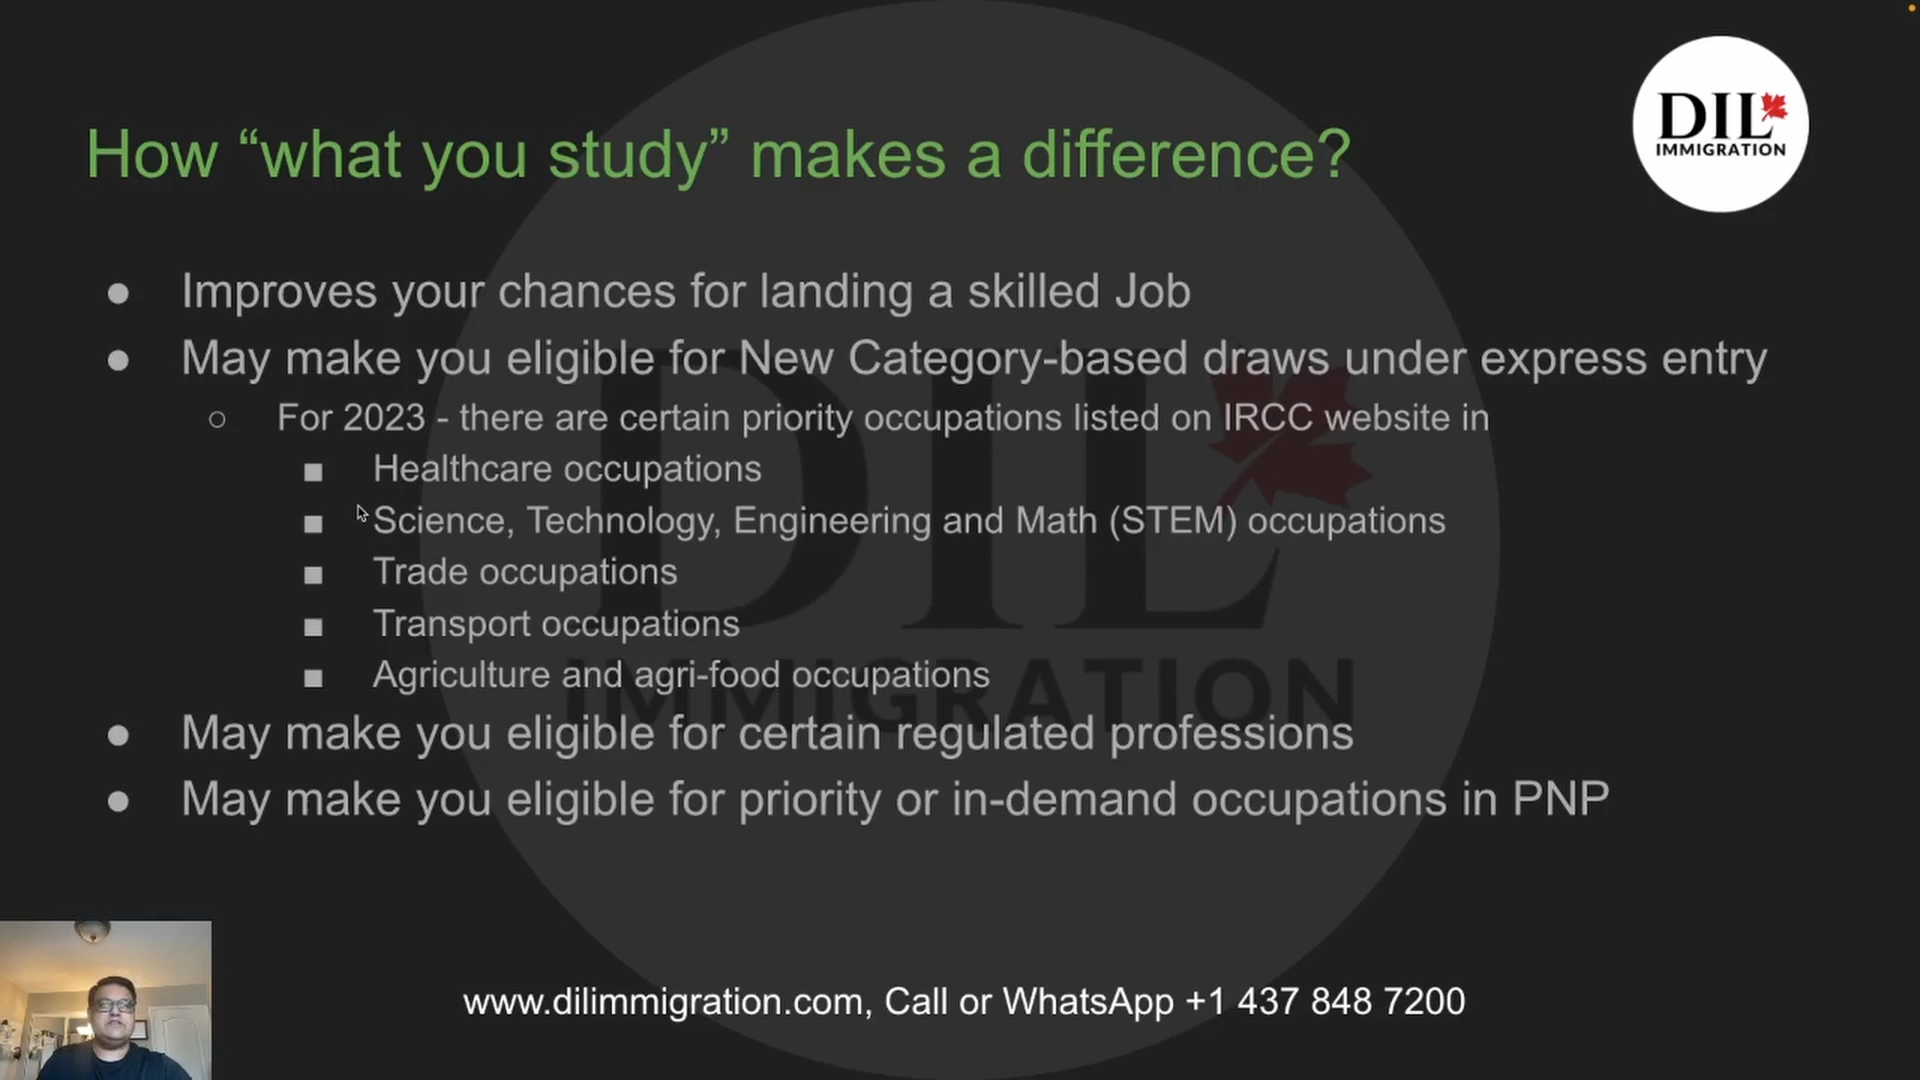 DIL
IMMIGRATION
How “what you study” makes a difference?
● Improves your chances for landing a skilled Job
● May make you eligible for New Category-based draws under express entry
○ For 2023 - there are certain priority occupations listed on IRCC website in
■ Healthcare occupations
■ Science, Technology, Engineering and Math (STEM) occupations
■ Trade occupations
■ Transport occupations
■ Agriculture and agri-food occupations
● May make you eligible for certain regulated professions
● May make you eligible for priority or in-demand occupations in PNP
DIL
IMMIGRATION
www.dilimmigration.com, Call or WhatsApp +1 437 848 7200